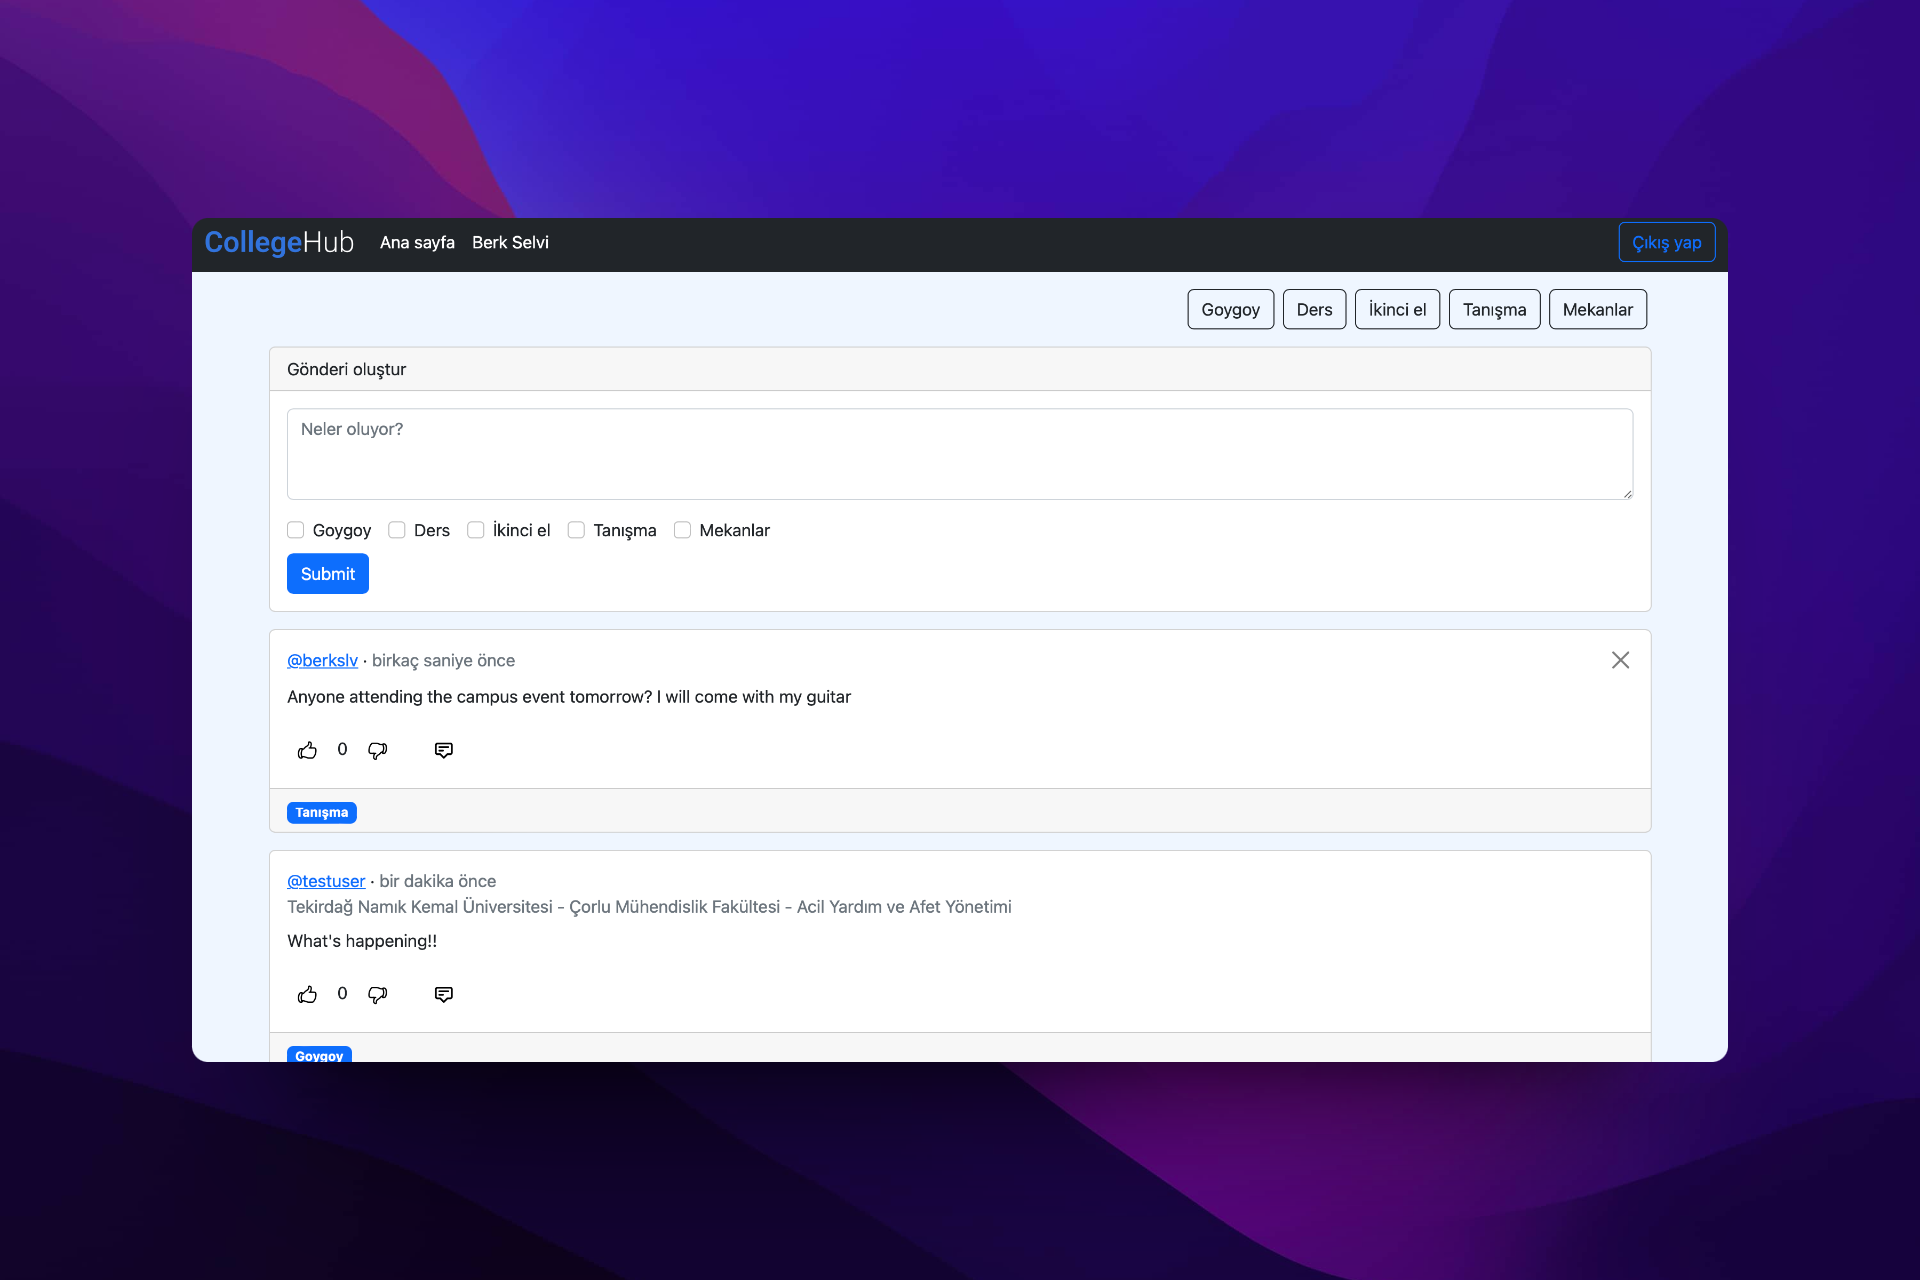 CollegeHub Ana sayfa Berk Selvi Çıkış yap
Goygoy Ders İkinci el Tanışma Mekanlar
Gönderi oluştur
Neler oluyor?
Goygoy Ders İkinci el Tanışma Mekanlar
Submit
@berkslv · birkaç saniye önce
Anyone attending the campus event tomorrow? I will come with my guitar
0
Tanışma
@testuser · bir dakika önce
Tekirdağ Namık Kemal Üniversitesi - Çorlu Mühendislik Fakültesi - Acil Yardım ve Afet Yönetimi
What's happening!!
0
Goygoy